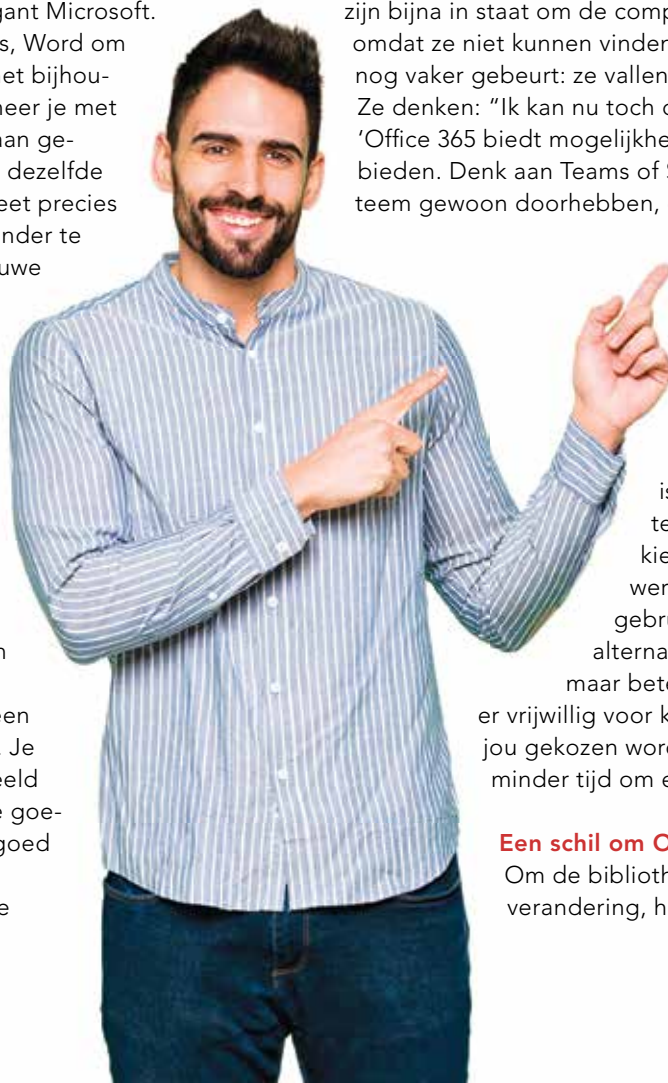 gant Microsoft.
s, Word om
et bijhou-
neer je met
an ge-
dezelfde
eet precies
nder te
uwe
n
een
. Je
eeld
e goe-
goed
e
zijn bijna in staat om de comp
omdat ze niet kunnen vinden
nog vaker gebeurt: ze vallen
Ze denken: “Ik kan nu toch
‘Office 365 biedt mogelijkhe
bieden. Denk aan Teams of S
teem gewoon doorhebben,
is
te
kie
wer
gebru
alterna
maar bete
er vrijwillig voor k
jou gekozen word
minder tijd om e
Een schil om O
Om de biblioth
verandering, h